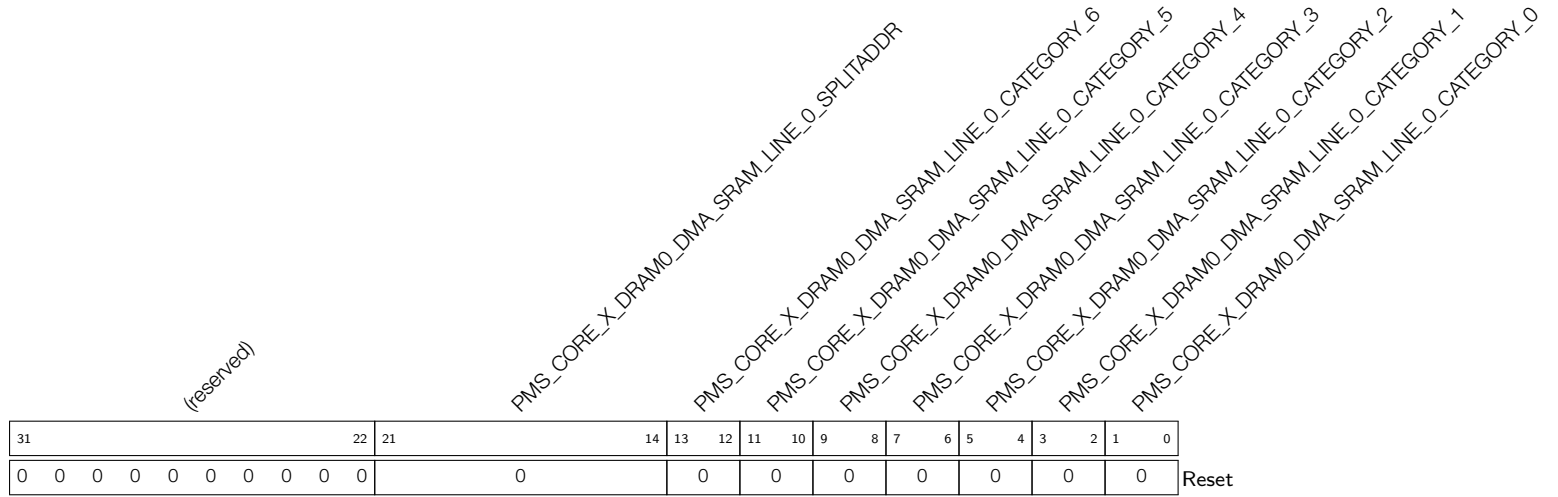 (reserved)
PMS_CORE_X_DRAM0_DMA_SRAM_LINE_0_SPLITADDR
PMS_CORE_X_DRAM0_DMA_SRAM_LINE_0_CATEGORY_6
PMS_CORE_X_DRAM0_DMA_SRAM_LINE_0_CATEGORY_5
PMS_CORE_X_DRAM0_DMA_SRAM_LINE_0_CATEGORY_4
PMS_CORE_X_DRAM0_DMA_SRAM_LINE_0_CATEGORY_3
PMS_CORE_X_DRAM0_DMA_SRAM_LINE_0_CATEGORY_2
PMS_CORE_X_DRAM0_DMA_SRAM_LINE_0_CATEGORY_1
PMS_CORE_X_DRAM0_DMA_SRAM_LINE_0_CATEGORY_0
31 22 21 14 13 12 11 10 9 8 7 6 5 4 3 2 1 0
0 0 0 0 0 0 0 0 0 0 0 0 0 0 0 0 0 0 Reset